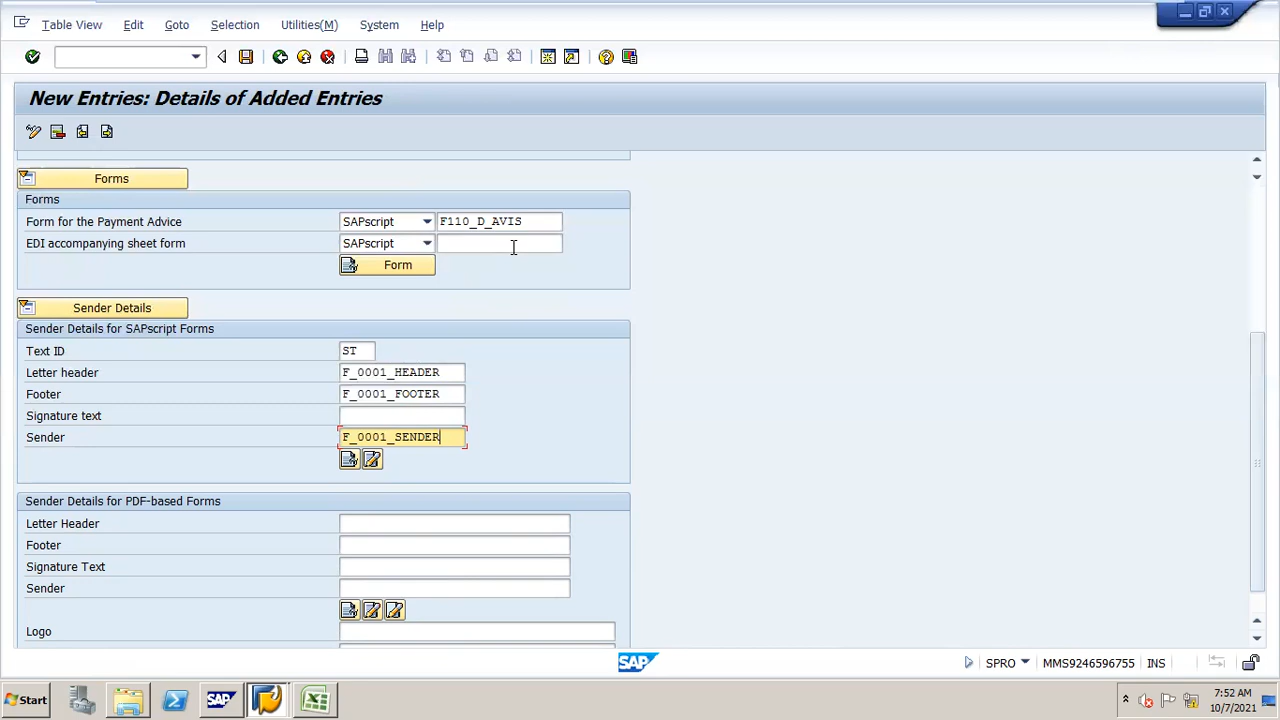 Table View Edit Goto Selection Utilities(M) System Help
New Entries: Details of Added Entries
Forms
Forms
Form for the Payment Advice SAPscript F110_D_AVIS
EDI accompanying sheet form SAPscript
Form
Sender Details
Sender Details for SAPscript Forms
Text ID ST
Letter header F_0001_HEADER
Footer F_0001_FOOTER
Signature text
Sender F_0001_SENDER
Sender Details for PDF-based Forms
Letter Header
Footer
Signature Text
Sender
Logo
SAP SPRO MMS9246596755 INS
Start SAP 7:52 AM
10/7/2021